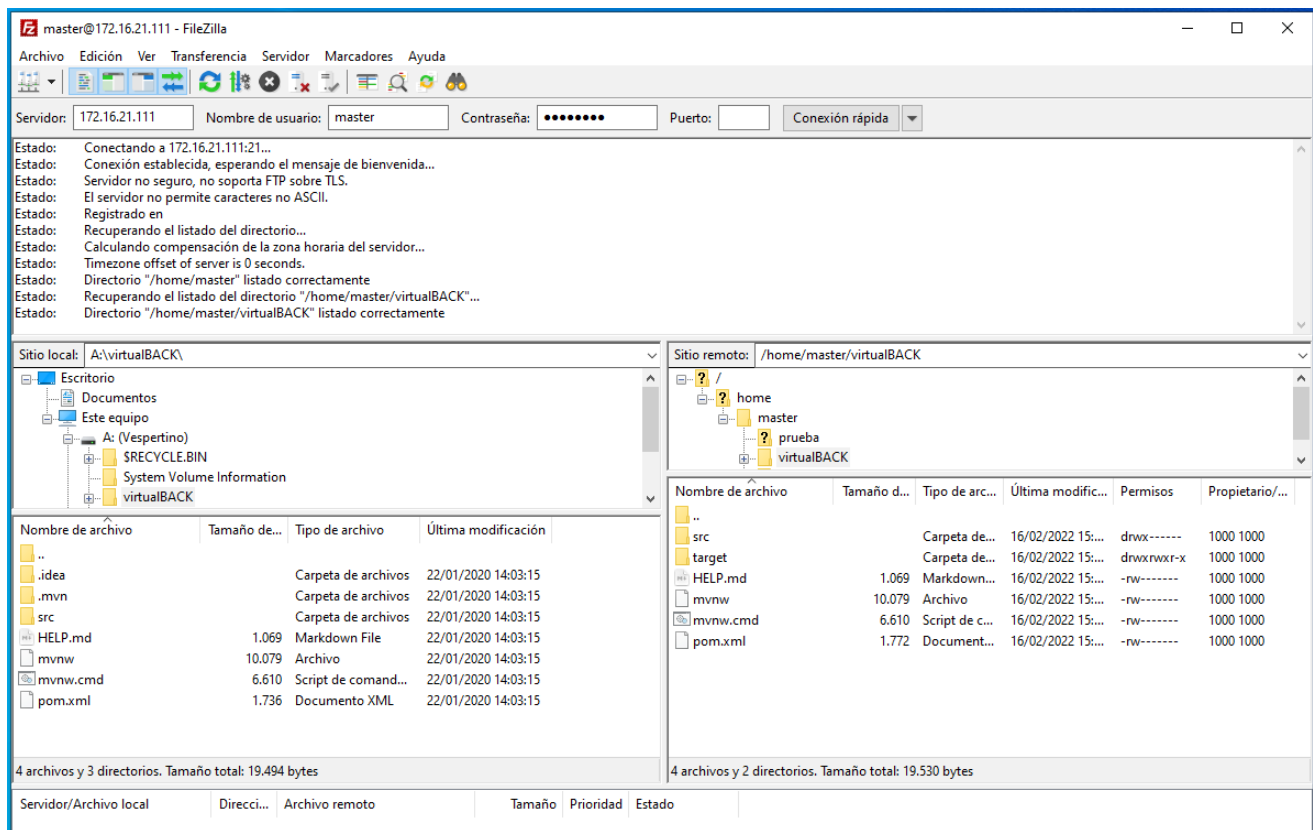 master@172.16.21.111 - FileZilla
Archivo Edición Ver Transferencia Servidor Marcadores Ayuda
Servidor: 172.16.21.111 Nombre de usuario: master Contraseña: ●●●●●●●● Puerto: Conexión rápida
Estado: Conectando a 172.16.21.111:21...
Estado: Conexión establecida, esperando el mensaje de bienvenida...
Estado: Servidor no seguro, no soporta FTP sobre TLS.
Estado: El servidor no permite caracteres no ASCII.
Estado: Registrado en
Estado: Recuperando el listado del directorio...
Estado: Calculando compensación de la zona horaria del servidor...
Estado: Timezone offset of server is 0 seconds.
Estado: Directorio "/home/master" listado correctamente
Estado: Recuperando el listado del directorio "/home/master/virtualBACK"...
Estado: Directorio "/home/master/virtualBACK" listado correctamente
Sitio local: A:\virtualBACK\
Escritorio
Documentos
Este equipo
A: (Vespertino)
$RECYCLE.BIN
System Volume Information
virtualBACK
Nombre de archivo Tamaño de... Tipo de archivo Última modificación
..
.idea Carpeta de archivos 22/01/2020 14:03:15
.mvn Carpeta de archivos 22/01/2020 14:03:15
src Carpeta de archivos 22/01/2020 14:03:15
HELP.md 1.069 Markdown File 22/01/2020 14:03:15
mvnw 10.079 Archivo 22/01/2020 14:03:15
mvnw.cmd 6.610 Script de comand... 22/01/2020 14:03:15
pom.xml 1.736 Documento XML 22/01/2020 14:03:15
4 archivos y 3 directorios. Tamaño total: 19.494 bytes
Sitio remoto: /home/master/virtualBACK
/
home
master
prueba
virtualBACK
Nombre de archivo Tamaño d... Tipo de arc... Última modific... Permisos Propietario/...
..
src Carpeta de... 16/02/2022 15:... drwx------ 1000 1000
target Carpeta de... 16/02/2022 15:... drwxrwxr-x 1000 1000
HELP.md 1.069 Markdown... 16/02/2022 15:... -rw------- 1000 1000
mvnw 10.079 Archivo 16/02/2022 15:... -rw------- 1000 1000
mvnw.cmd 6.610 Script de c... 16/02/2022 15:... -rw------- 1000 1000
pom.xml 1.772 Document... 16/02/2022 15:... -rw------- 1000 1000
4 archivos y 2 directorios. Tamaño total: 19.530 bytes
Servidor/Archivo local Direcci... Archivo remoto Tamaño Prioridad Estado